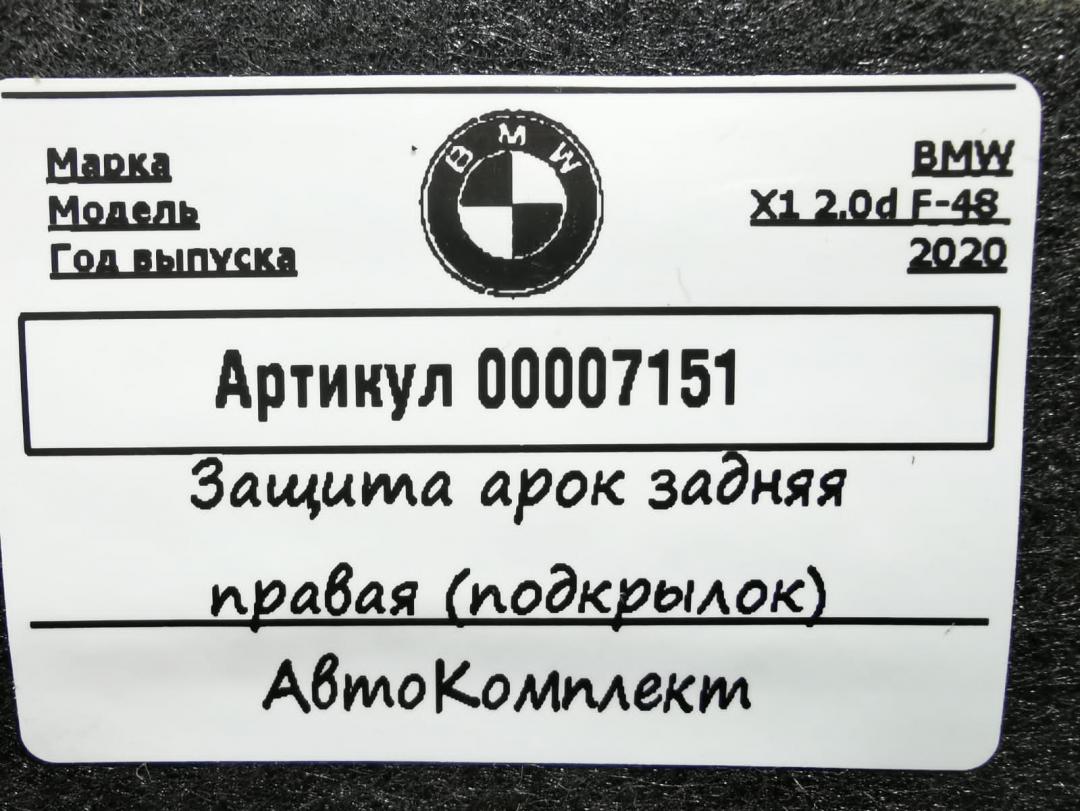 Марка BMW
Модель X1 2.0d F-48
Год выпуска 2020
BMW
Артикул 00007151
Защита арок задняя
правая (подкрылок)
АвтоКомплект